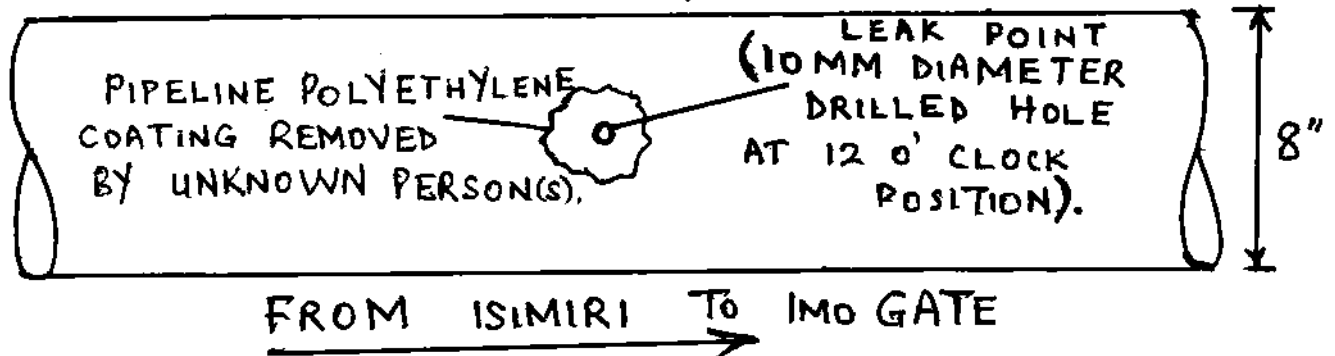 PIPELINE POLYETHYLENE
COATING REMOVED
BY UNKNOWN PERSON(S).
LEAK POINT
(10MM DIAMETER
DRILLED HOLE
AT 12 O'CLOCK
POSITION).
8"
FROM ISIMIRI TO IMO GATE